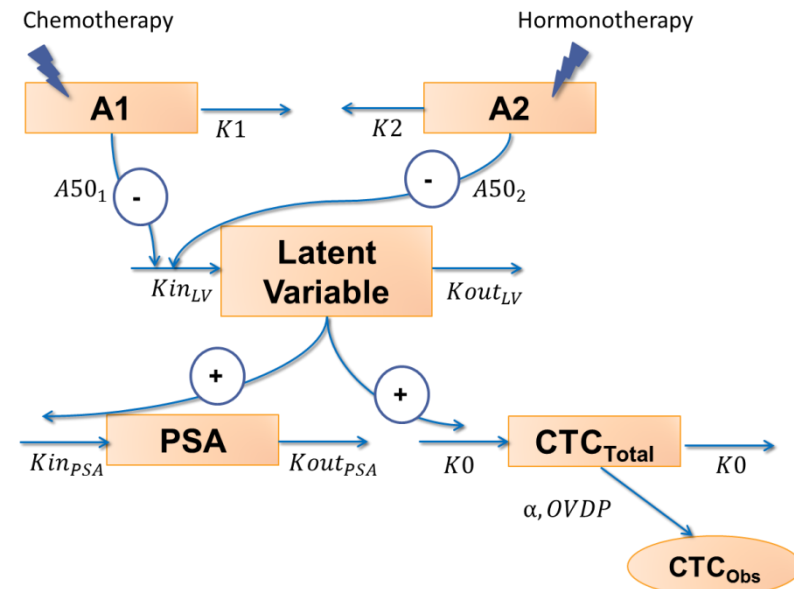 Chemotherapy
Hormonotherapy
A1
A2
K1
K2
A50₁
-
-
A50₂
Latent
Variable
Kin_LV
Kout_LV
+
+
PSA
CTC_Total
Kin_PSA
Kout_PSA
K0
K0
α, OVDP
CTC_Obs